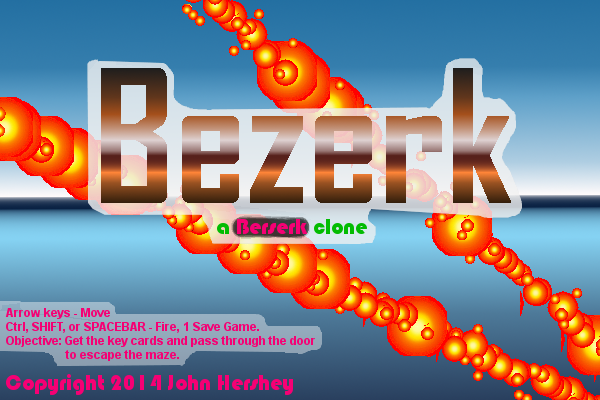 Bezerk
a Berserk clone
Arrow keys - Move
Ctrl, SHIFT, or SPACEBAR - Fire, 1 Save Game.
Objective: Get the key cards and pass through the door
to escape the maze.
Copyright 2014 John Hershey